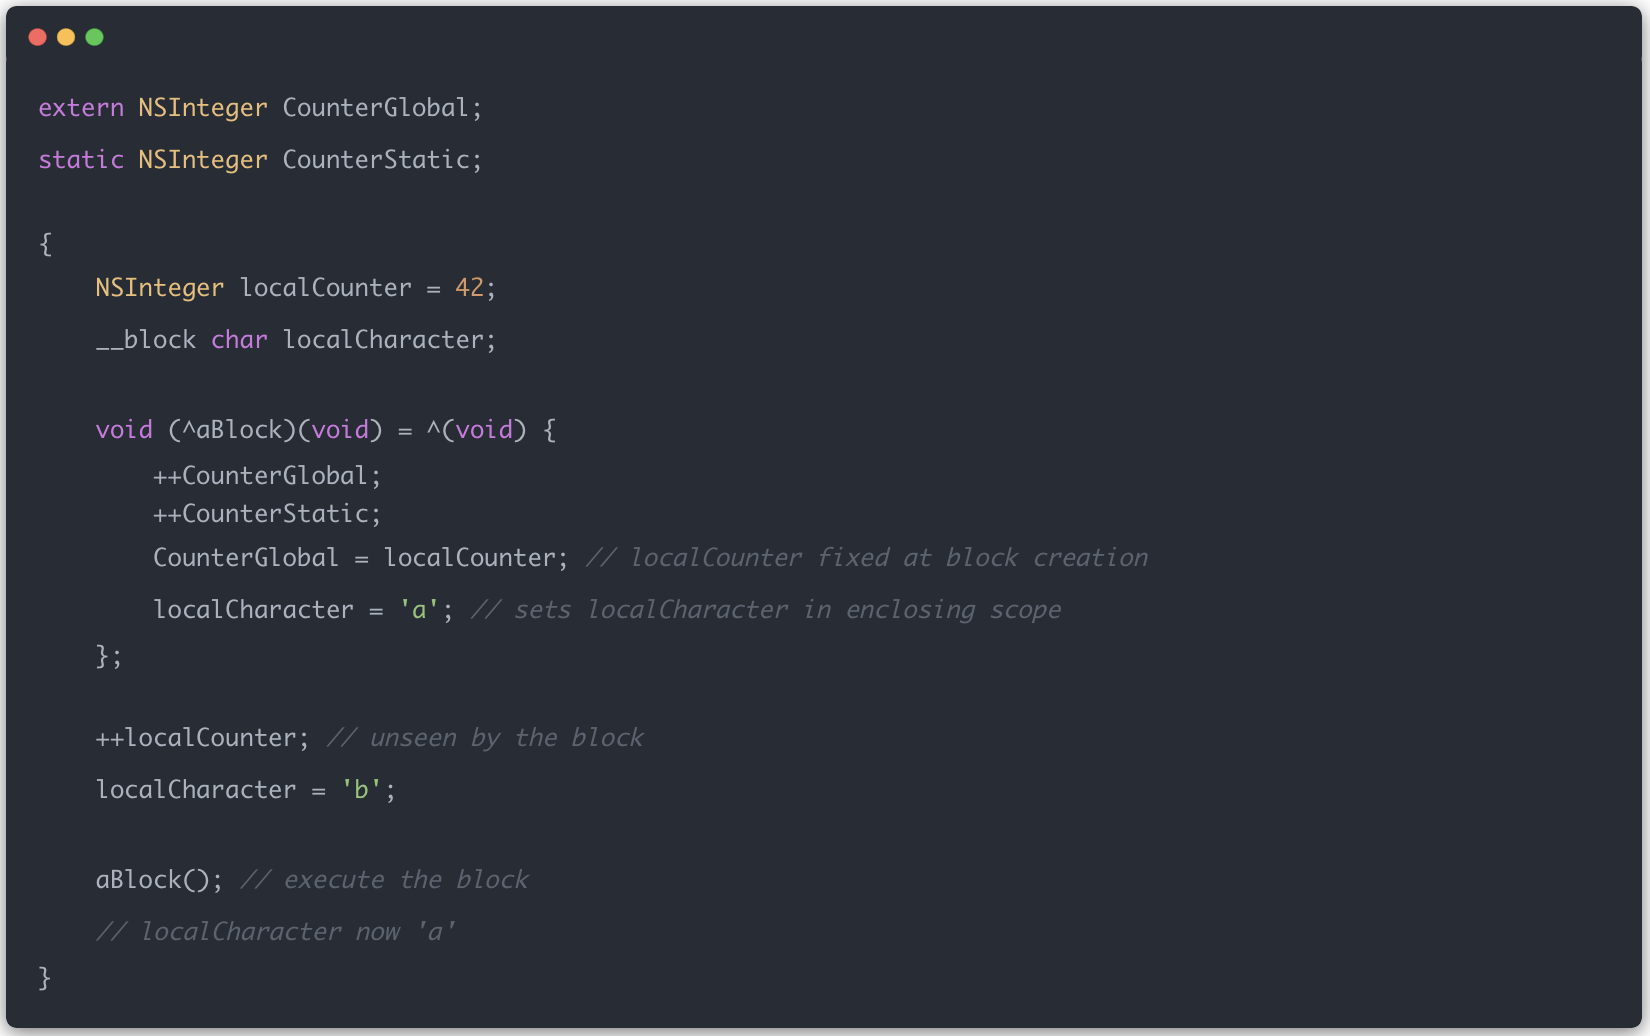 extern NSInteger CounterGlobal;
static NSInteger CounterStatic;
{
    NSInteger localCounter = 42;
    __block char localCharacter;
    void (^aBlock)(void) = ^(void) {
        ++CounterGlobal;
        ++CounterStatic;
        CounterGlobal = localCounter; // localCounter fixed at block creation
        localCharacter = 'a'; // sets localCharacter in enclosing scope
    };
    ++localCounter; // unseen by the block
    localCharacter = 'b';
    aBlock(); // execute the block
    // localCharacter now 'a'
}